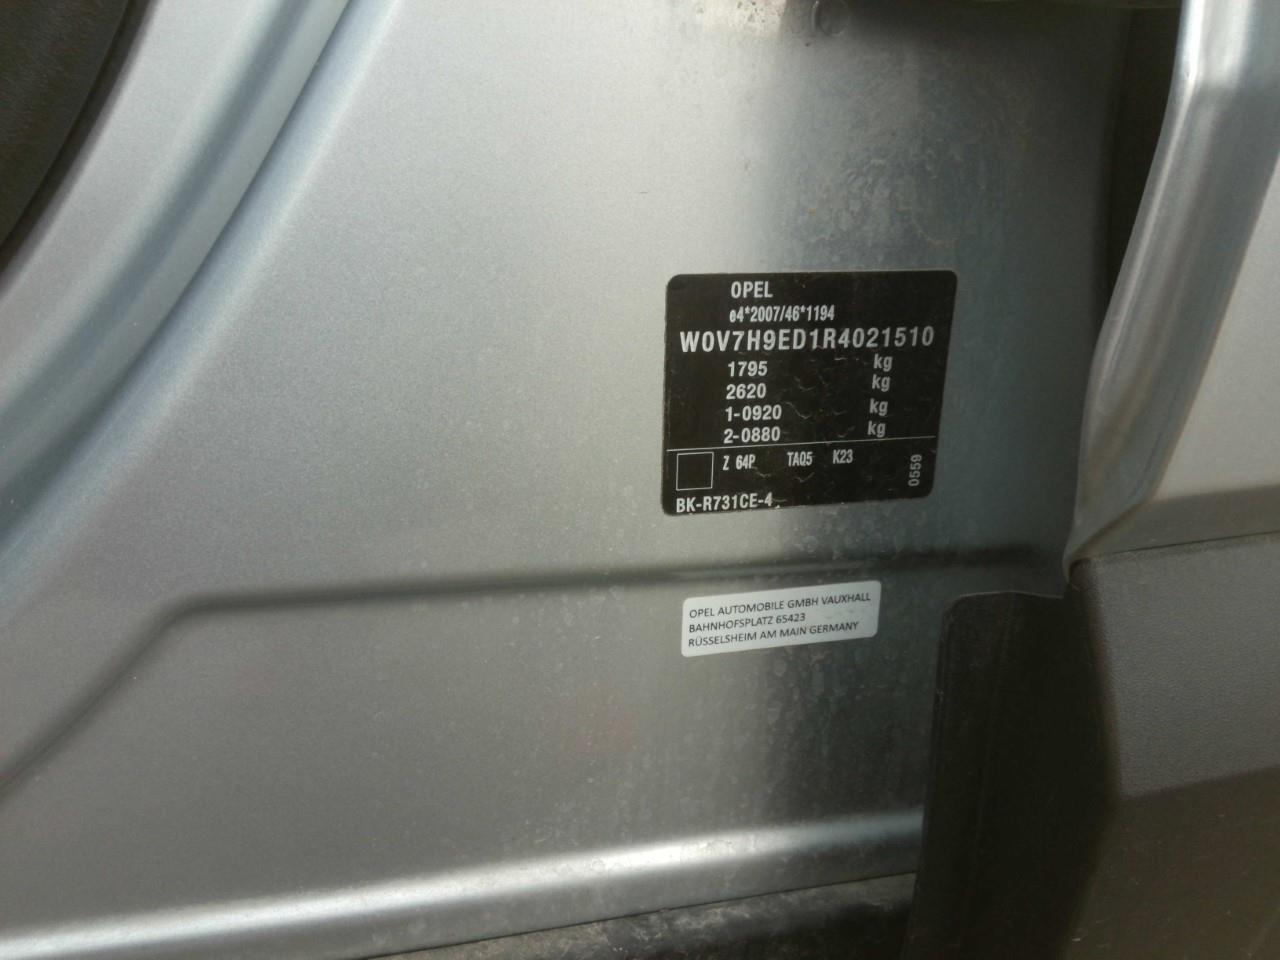 OPEL
e4*2007/46*1194
W0V7H9ED1R4021510
1795 kg
2620 kg
1-0920 kg
2-0880 kg
Z 64P TAQ5 K23
0559
BK-R731CE-4
OPEL AUTOMOBILE GMBH VAUXHALL
BAHNHOFSPLATZ 65423
RÜSSELSHEIM AM MAIN GERMANY